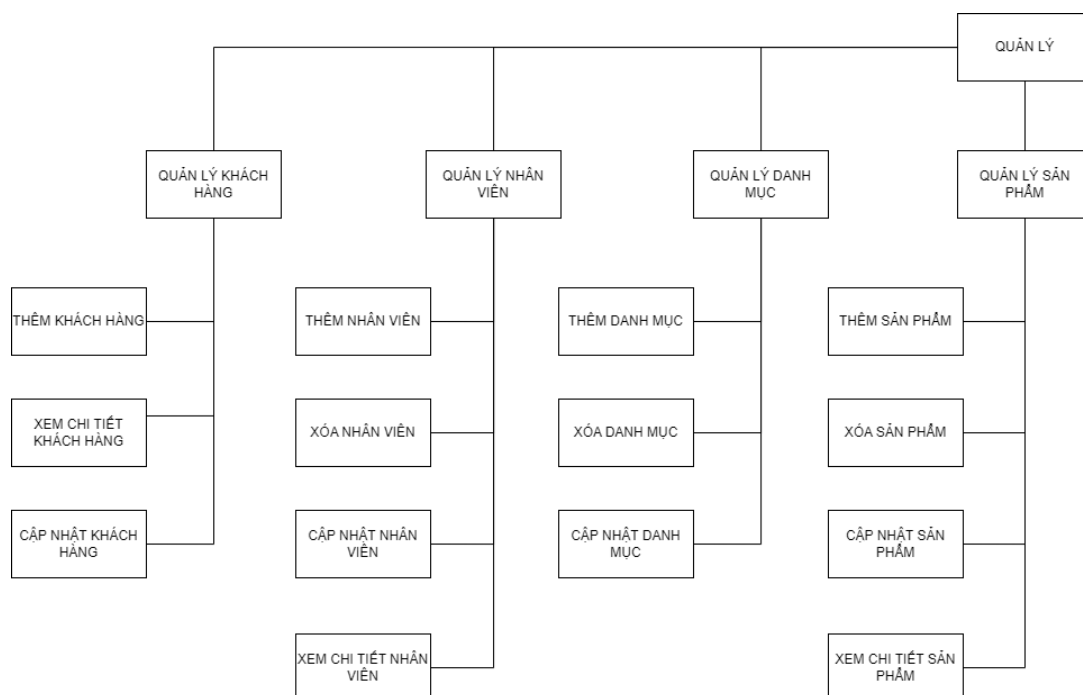 QUẢN LÝ
QUẢN LÝ KHÁCH
HÀNG
QUẢN LÝ NHÂN
VIÊN
QUẢN LÝ DANH
MỤC
QUẢN LÝ SẢN
PHẨM
THÊM KHÁCH HÀNG
THÊM NHÂN VIÊN
THÊM DANH MỤC
THÊM SẢN PHẨM
XEM CHI TIẾT
KHÁCH HÀNG
XÓA NHÂN VIÊN
XÓA DANH MỤC
XÓA SẢN PHẨM
CẬP NHẬT KHÁCH
HÀNG
CẬP NHẬT NHÂN
VIÊN
CẬP NHẬT DANH
MỤC
CẬP NHẬT SẢN
PHẨM
XEM CHI TIẾT NHÂN
VIÊN
XEM CHI TIẾT SẢN
PHẨM